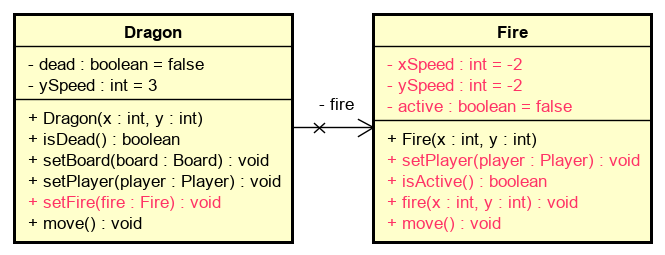 Dragon
- dead : boolean = false
- ySpeed : int = 3
+ Dragon(x : int, y : int)
+ isDead() : boolean
+ setBoard(board : Board) : void
+ setPlayer(player : Player) : void
+ setFire(fire : Fire) : void
+ move() : void
- fire
Fire
- xSpeed : int = -2
- ySpeed : int = -2
- active : boolean = false
+ Fire(x : int, y : int)
+ setPlayer(player : Player) : void
+ isActive() : boolean
+ fire(x : int, y : int) : void
+ move() : void